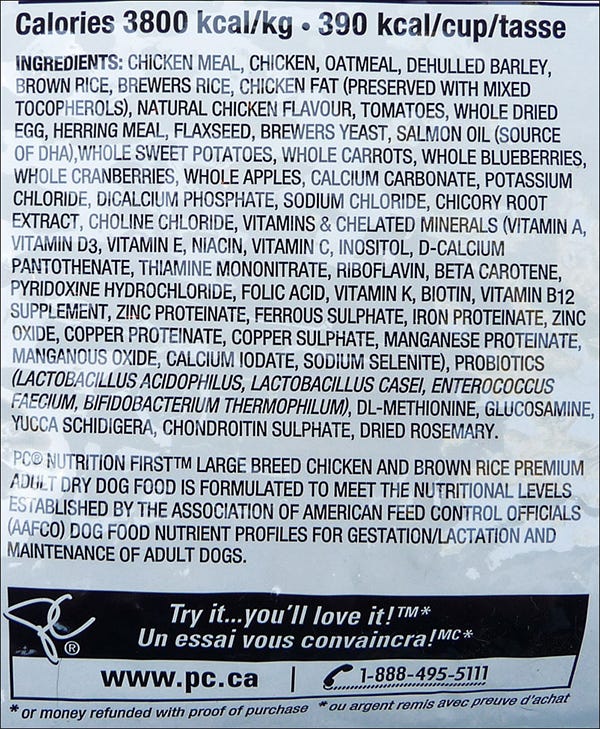 Calories 3800 kcal/kg • 390 kcal/cup/tasse
INGREDIENTS: CHICKEN MEAL, CHICKEN, OATMEAL, DEHULLED BARLEY,
BROWN RICE, BREWERS RICE, CHICKEN FAT (PRESERVED WITH MIXED
TOCOPHEROLS), NATURAL CHICKEN FLAVOUR, TOMATOES, WHOLE DRIED
EGG, HERRING MEAL, FLAXSEED, BREWERS YEAST, SALMON OIL (SOURCE
OF DHA),WHOLE SWEET POTATOES, WHOLE CARROTS, WHOLE BLUEBERRIES,
WHOLE CRANBERRIES, WHOLE APPLES, CALCIUM CARBONATE, POTASSIUM
CHLORIDE, DICALCIUM PHOSPHATE, SODIUM CHLORIDE, CHICORY ROOT
EXTRACT, CHOLINE CHLORIDE, VITAMINS & CHELATED MINERALS (VITAMIN A,
VITAMIN D3, VITAMIN E, NIACIN, VITAMIN C, INOSITOL, D-CALCIUM
PANTOTHENATE, THIAMINE MONONITRATE, RIBOFLAVIN, BETA CAROTENE,
PYRIDOXINE HYDROCHLORIDE, FOLIC ACID, VITAMIN K, BIOTIN, VITAMIN B12
SUPPLEMENT, ZINC PROTEINATE, FERROUS SULPHATE, IRON PROTEINATE, ZINC
OXIDE, COPPER PROTEINATE, COPPER SULPHATE, MANGANESE PROTEINATE,
MANGANOUS OXIDE, CALCIUM IODATE, SODIUM SELENITE), PROBIOTICS
(LACTOBACILLUS ACIDOPHILUS, LACTOBACILLUS CASEI, ENTEROCOCCUS
FAECIUM, BIFIDOBACTERIUM THERMOPHILUM), DL-METHIONINE, GLUCOSAMINE,
YUCCA SCHIDIGERA, CHONDROITIN SULPHATE, DRIED ROSEMARY.
PC® NUTRITION FIRST™ LARGE BREED CHICKEN AND BROWN RICE PREMIUM
ADULT DRY DOG FOOD IS FORMULATED TO MEET THE NUTRITIONAL LEVELS
ESTABLISHED BY THE ASSOCIATION OF AMERICAN FEED CONTROL OFFICIALS
(AAFCO) DOG FOOD NUTRIENT PROFILES FOR GESTATION/LACTATION AND
MAINTENANCE OF ADULT DOGS.
PC®
Try it...you'll love it!™*
Un essai vous convaincra!MC*
www.pc.ca | 1-888-495-5111
* or money refunded with proof of purchase * ou argent remis avec preuve d'achat